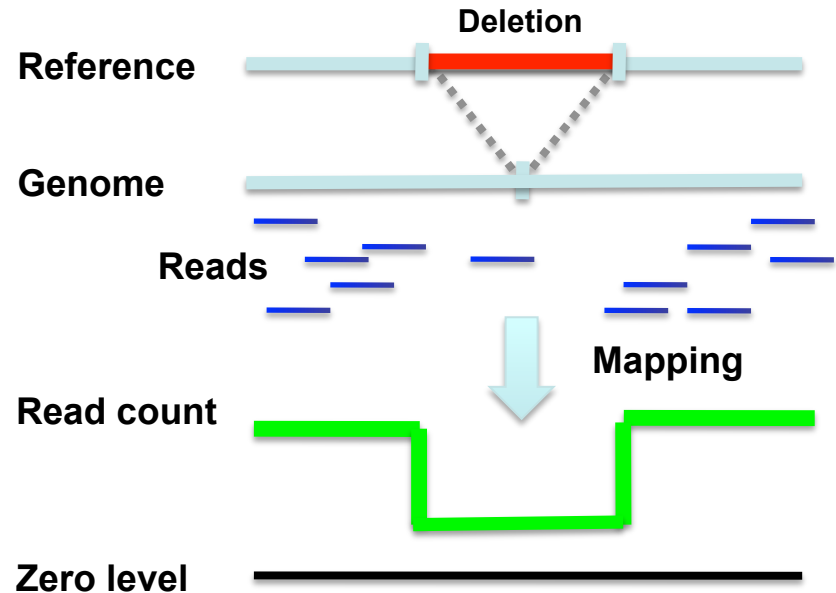 Deletion
Reference
Genome
Reads
Mapping
Read count
Zero level